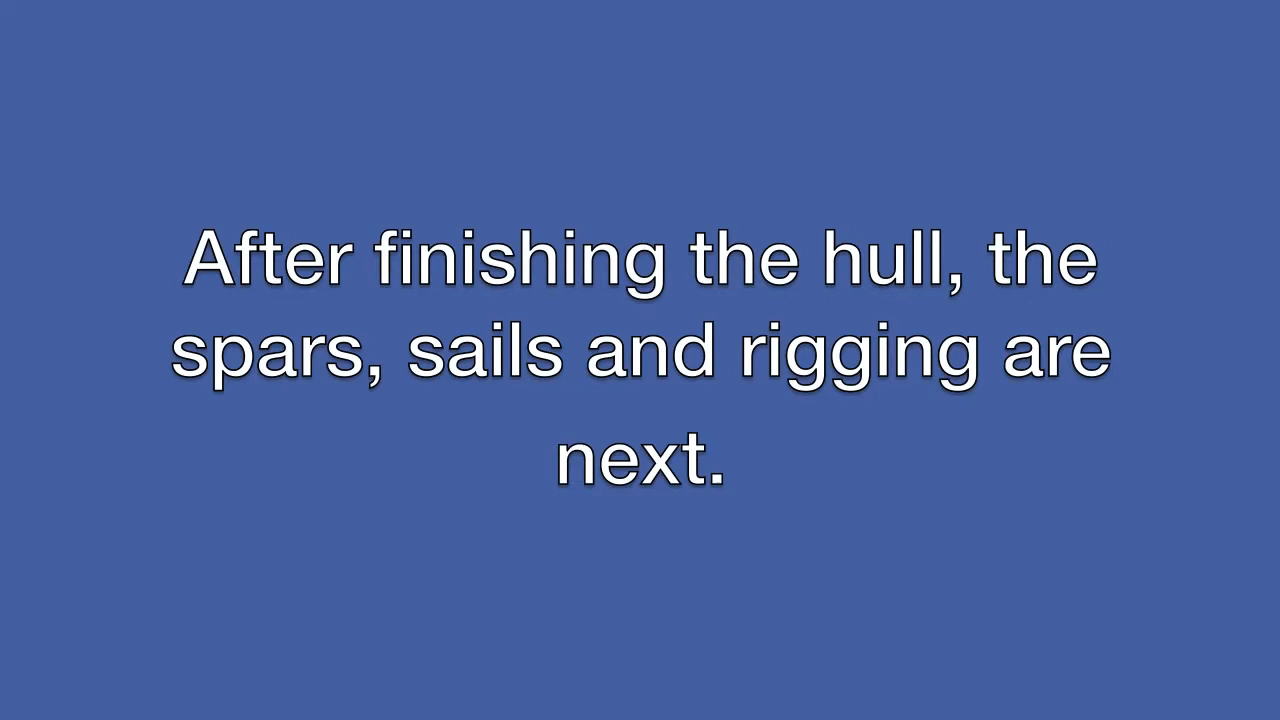 After finishing the hull, the
spars, sails and rigging are
next.